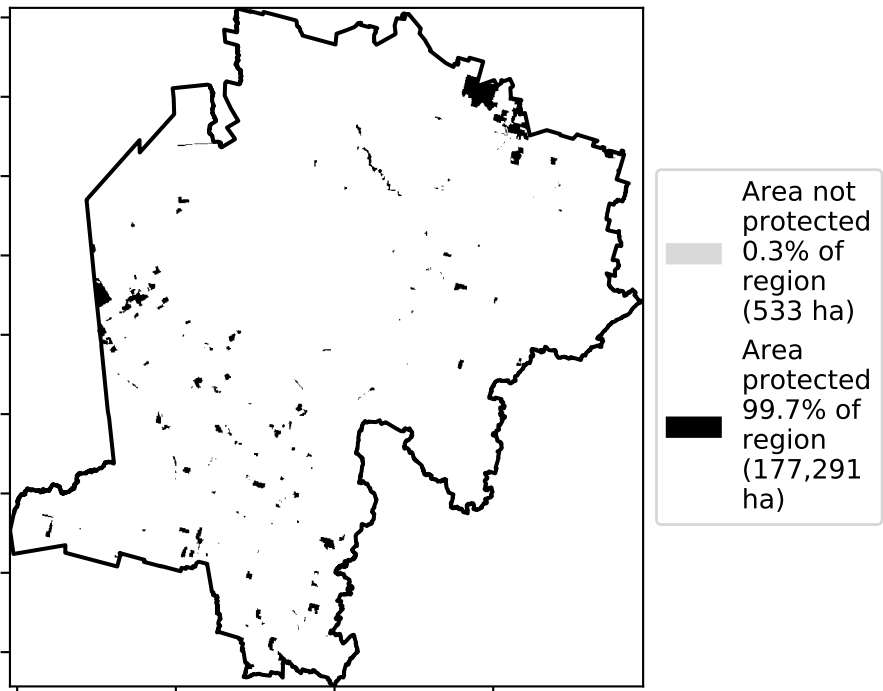 Area not
protected
0.3% of
region
(533 ha)
Area
protected
99.7% of
region
(177,291
ha)